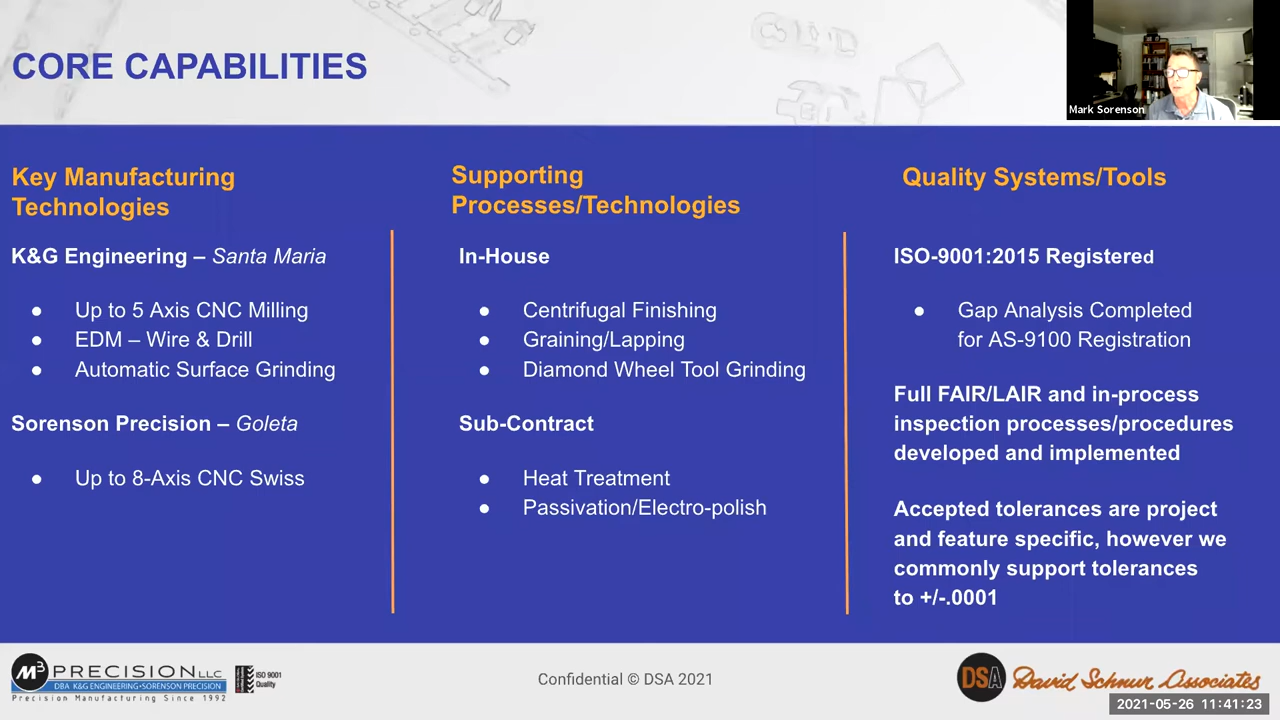 CORE CAPABILITIES
Mark Sorenson
Key Manufacturing
Technologies
K&G Engineering – Santa Maria
● Up to 5 Axis CNC Milling
● EDM – Wire & Drill
● Automatic Surface Grinding
Sorenson Precision – Goleta
● Up to 8-Axis CNC Swiss
Supporting
Processes/Technologies
In-House
● Centrifugal Finishing
● Graining/Lapping
● Diamond Wheel Tool Grinding
Sub-Contract
● Heat Treatment
● Passivation/Electro-polish
Quality Systems/Tools
ISO-9001:2015 Registered
● Gap Analysis Completed
for AS-9100 Registration
Full FAIR/LAIR and in-process
inspection processes/procedures
developed and implemented
Accepted tolerances are project
and feature specific, however we
commonly support tolerances
to +/-.0001
M3 PRECISION LLC
DBA K&G ENGINEERING•SORENSON PRECISION
Precision Manufacturing Since 1992
ISO 9001
Quality
Confidential © DSA 2021
DSA David Schnur Associates
2021-05-26 11:41:23